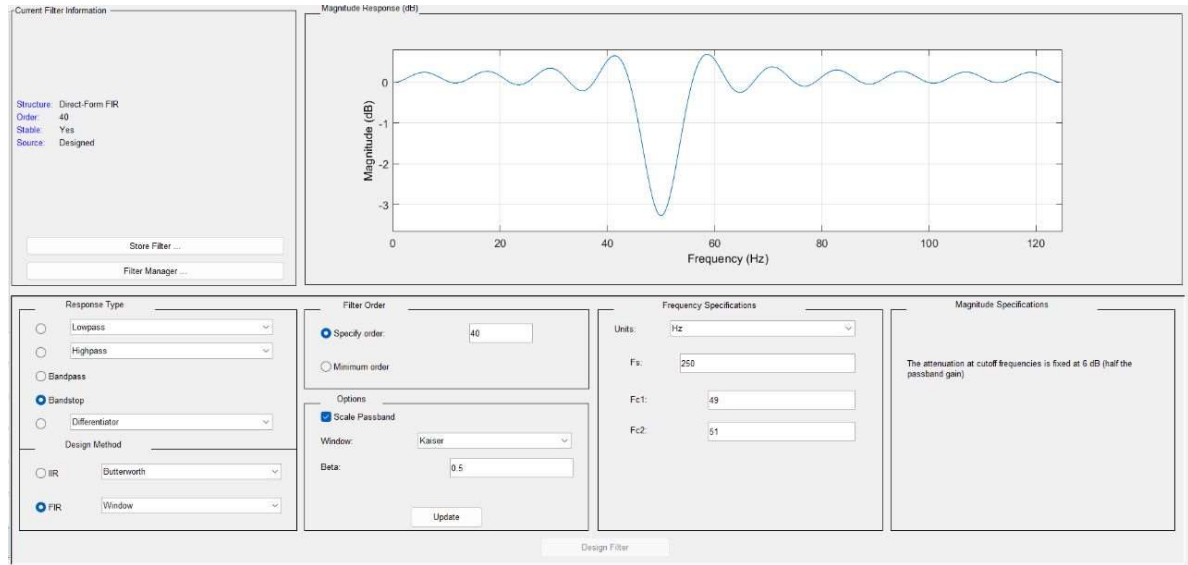 Current Filter Information
Structure: Direct-Form FIR
Order: 40
Stable: Yes
Source: Designed
Store Filter ...
Filter Manager ...
Magnitude Response (dB)
Magnitude (dB)
0
-1
-2
-3
0 20 40 60 80 100 120
Frequency (Hz)
Response Type
Lowpass
Highpass
Bandpass
Bandstop
Differentiator
Design Method
IIR Butterworth
FIR Window
Filter Order
Specify order: 40
Minimum order
Options
Scale Passband
Window: Kaiser
Beta: 0.5
Update
Frequency Specifications
Units: Hz
Fs: 250
Fc1: 49
Fc2: 51
Magnitude Specifications
The attenuation at cutoff frequencies is fixed at 6 dB (half the
passband gain)
Design Filter